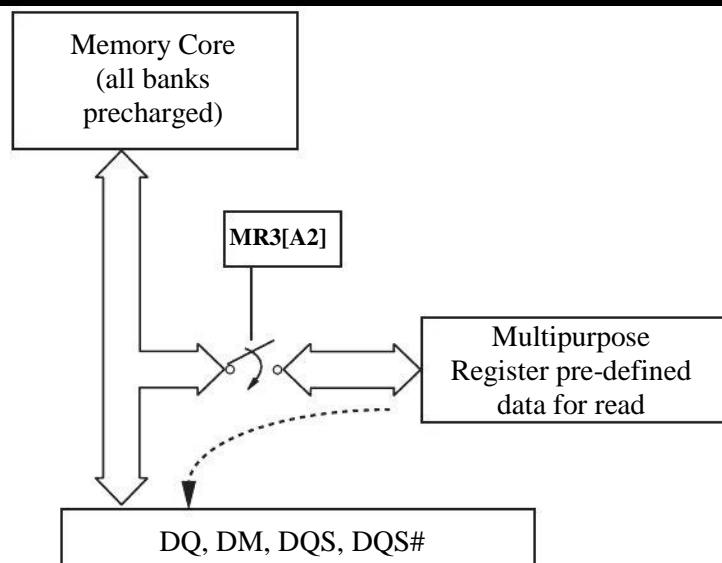 Memory Core
(all banks
precharged)
MR3[A2]
Multipurpose
Register pre-defined
data for read
DQ, DM, DQS, DQS#